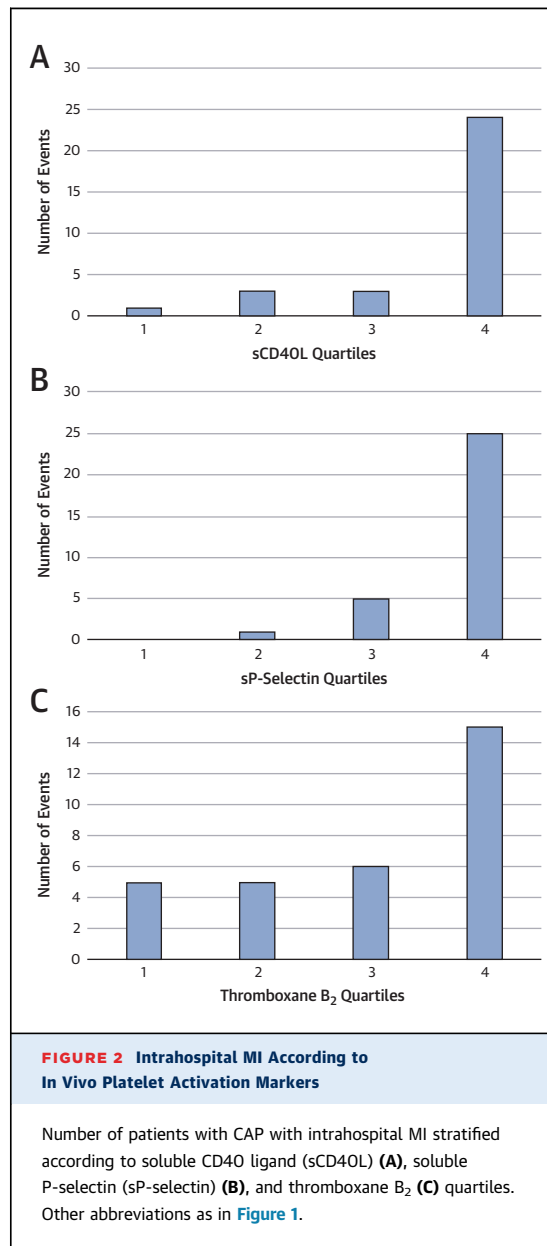 A
30
25
20
15
10
5
0
Number of Events
1 2 3 4
sCD40L Quartiles
B
30
25
20
15
10
5
0
Number of Events
1 2 3 4
sP-Selectin Quartiles
C
16
14
12
10
8
6
4
2
0
Number of Events
1 2 3 4
Thromboxane B₂ Quartiles
FIGURE 2 Intrahospital MI According to
In Vivo Platelet Activation Markers
Number of patients with CAP with intrahospital MI stratified
according to soluble CD40 ligand (sCD40L) (A), soluble
P-selectin (sP-selectin) (B), and thromboxane B₂ (C) quartiles.
Other abbreviations as in Figure 1.